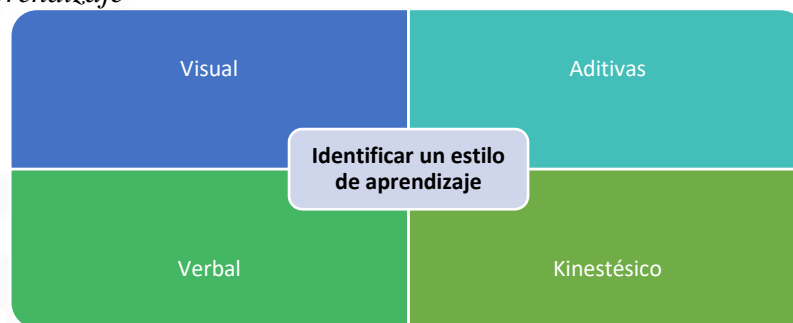 Visual
Aditivas
Identificar un estilo
de aprendizaje
Verbal
Kinestésico